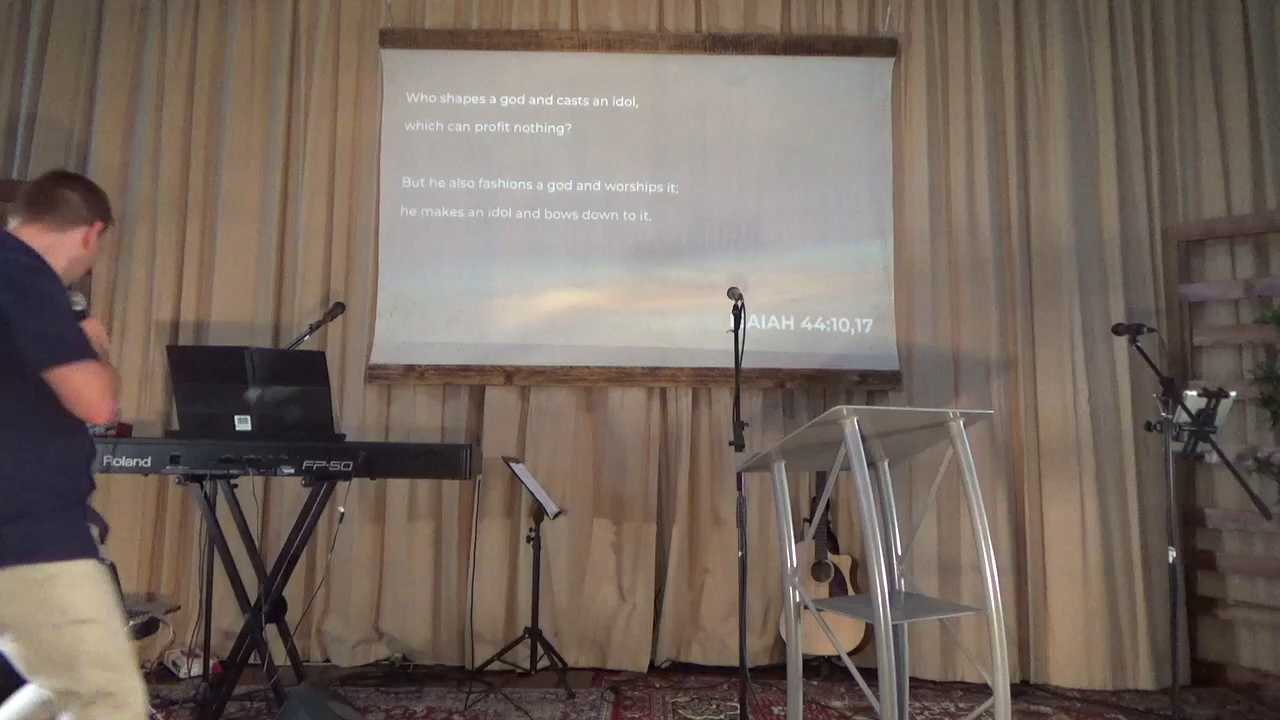 Who shapes a god and casts an idol,
which can profit nothing?
But he also fashions a god and worships it;
he makes an idol and bows down to it.
AIAH 44:10,17
Roland
FP-50